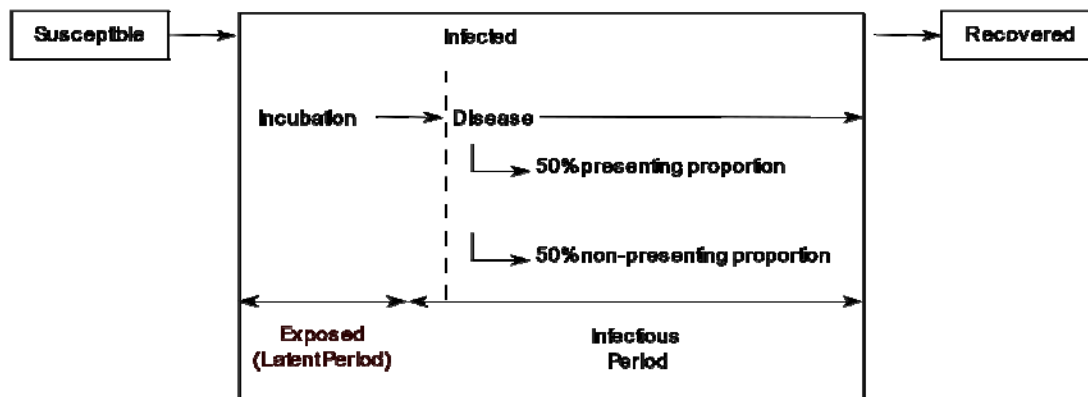 Susceptible
Infected
Recovered
Incubation
Disease
50% presenting proportion
50% non-presenting proportion
Exposed
(Latent Period)
Infectious
Period